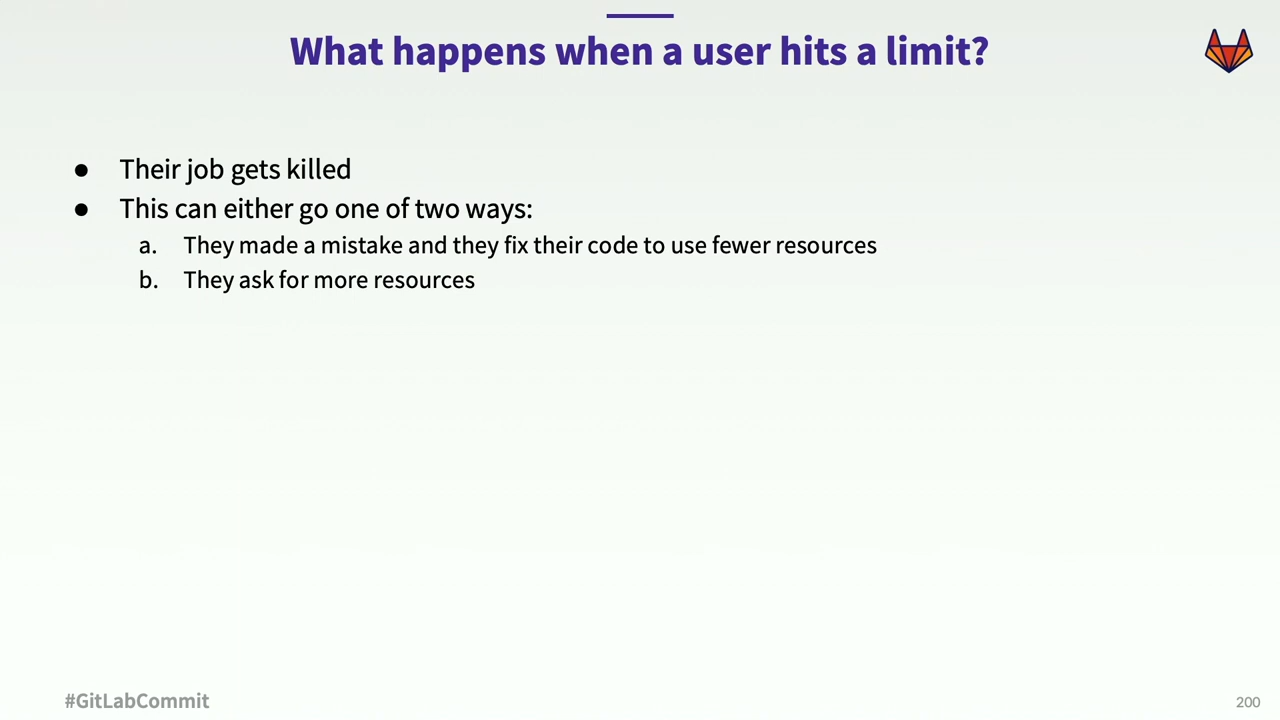 What happens when a user hits a limit?
● Their job gets killed
● This can either go one of two ways:
a. They made a mistake and they fix their code to use fewer resources
b. They ask for more resources
#GitLabCommit
200